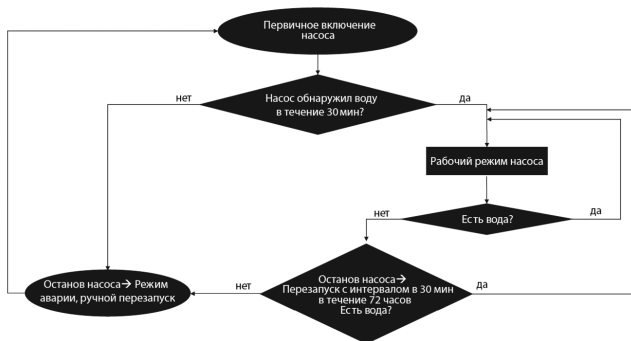 Первичное включение
насоса
нет
Насос обнаружил воду
в течение 30 мин?
да
Рабочий режим насоса
нет
Есть вода?
да
Останов насоса→ Режим
аварии, ручной перезапуск
нет
Останов насоса→
Перезапуск с интервалом в 30 мин
в течение 72 часов
Есть вода?
да